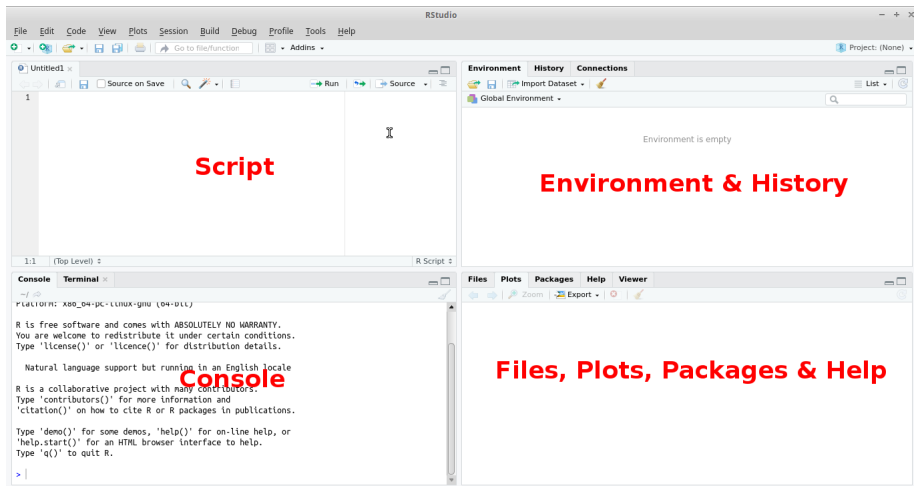 RStudio
File Edit Code View Plots Session Build Debug Profile Tools Help
Go to file/function Addins Project: (None)
Untitled1
Source on Save Run Source
1
Script
1:1 (Top Level) R Script
Environment History Connections
Import Dataset List
Global Environment
Environment is empty
Environment & History
Console Terminal
~/
Platform: x86_64-pc-linux-gnu (64-bit)
R is free software and comes with ABSOLUTELY NO WARRANTY.
You are welcome to redistribute it under certain conditions.
Type 'license()' or 'licence()' for distribution details.
Natural language support but running in an English locale
Console
R is a collaborative project with many contributors.
Type 'contributors()' for more information and
'citation()' on how to cite R or R packages in publications.
Type 'demo()' for some demos, 'help()' for on-line help, or
'help.start()' for an HTML browser interface to help.
Type 'q()' to quit R.
>
Files Plots Packages Help Viewer
Zoom Export
Files, Plots, Packages & Help